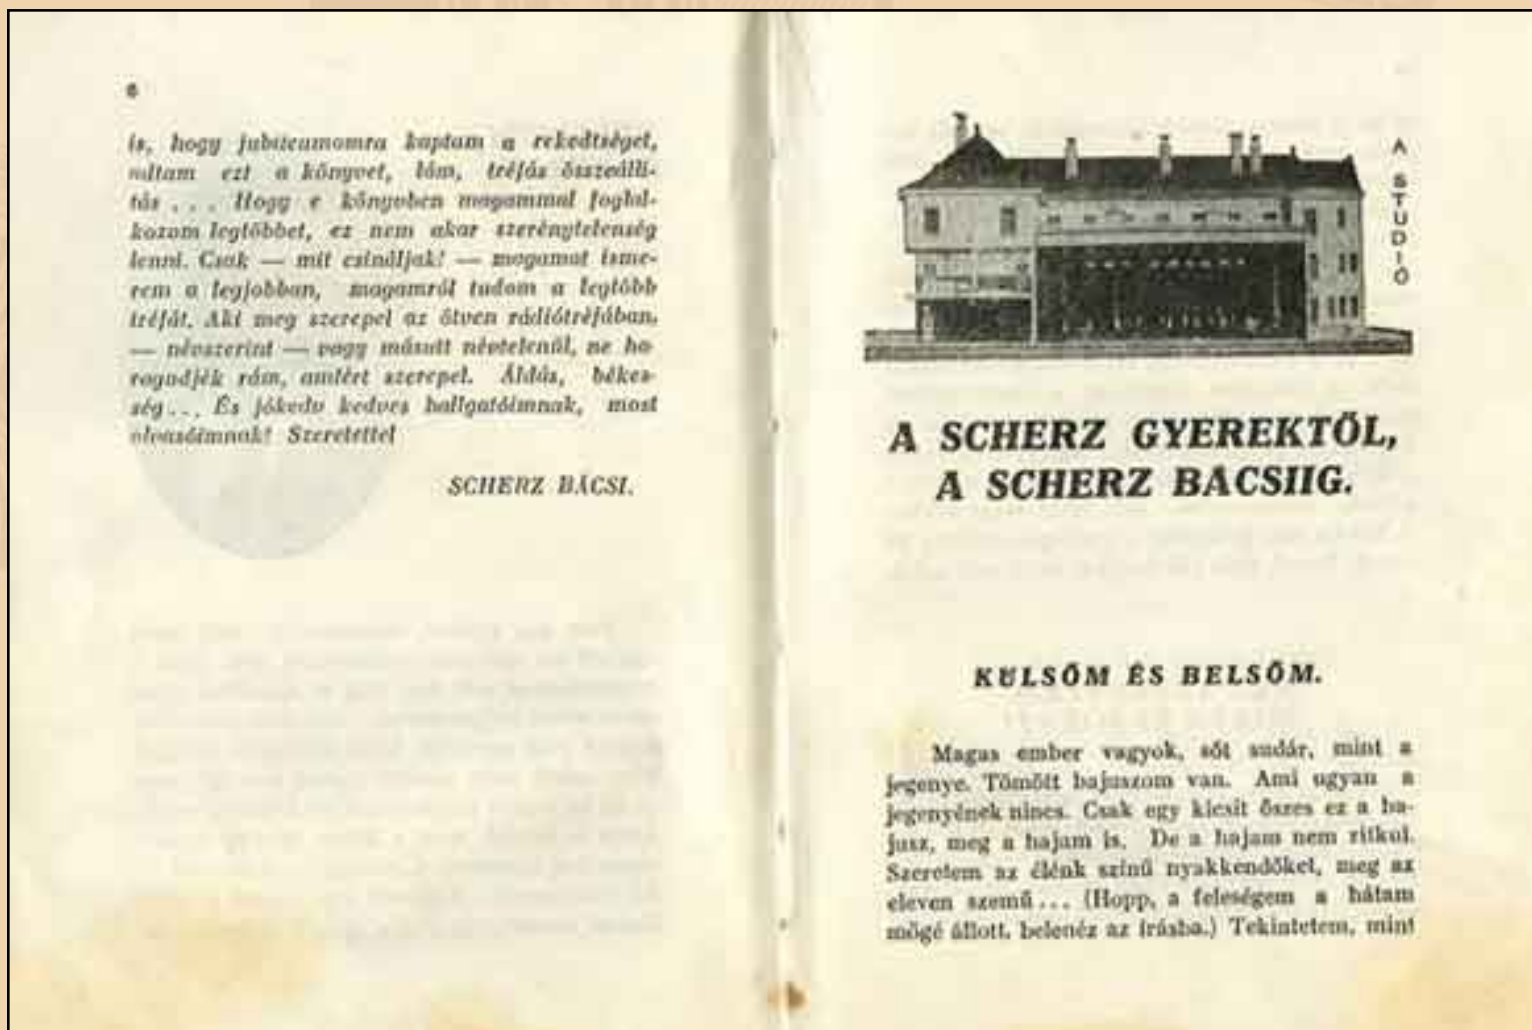 6
is, hogy jubileumomra kaptam a rekedtséget,
adtam ezt a könyvet, lám, tréfás összeálli-
tás . . . Hogy e könyvben magammal foglal-
kozom legtöbbet, ez nem akar szerénytelenség
lenni. Csak — mit csináljak! — magamat isme-
rem a legjobban, magamról tudom a legtöbb
tréfát. Aki meg szerepel az ötven rádiótréfában,
— névszerint — vagy másutt névtelenül, ne ha-
ragudjék rám, amiért szerepel. Áldás, békes-
ség ... És jókedv kedves hallgatóimnak, most
olvasóimnak! Szeretettel
SCHERZ BÁCSI.
A STUDIÓ
A SCHERZ GYEREKTŐL,
A SCHERZ BACSIIG.
KÜLSŐM ÉS BELSŐM.
Magas ember vagyok, sőt sudár, mint a
jegenye. Tömött bajuszom van. Ami ugyan a
jegenyének nincs. Csak egy kicsit őszes ez a ba-
jusz, meg a hajam is. De a hajam nem ritkul.
Szeretem az élénk színű nyakkendőket, meg az
eleven szemű ... (Hopp, a feleségem a hátam
mögé állott, belenéz az írásba.) Tekintetem, mint